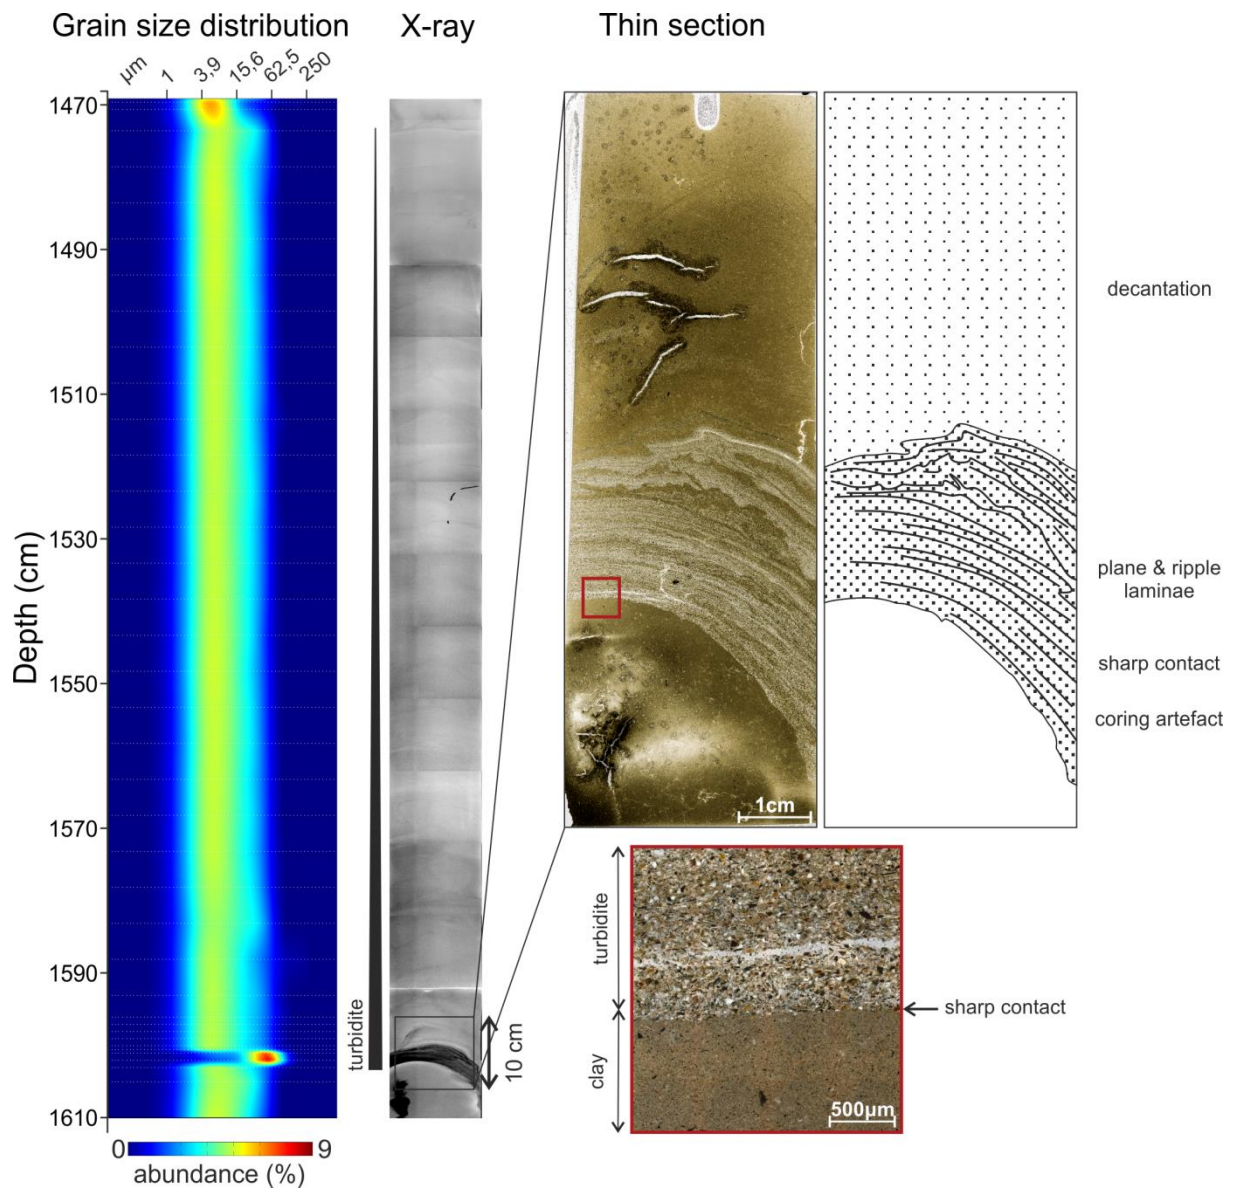 Grain size distribution
X-ray
Thin section
µm
1
3,9
15,6
62,5
250
Depth (cm)
1470
1490
1510
1530
1550
1570
1590
1610
turbidite
10 cm
1cm
decantation
plane & ripple
laminae
sharp contact
coring artefact
turbidite
clay
sharp contact
500µm
0
9
abundance (%)